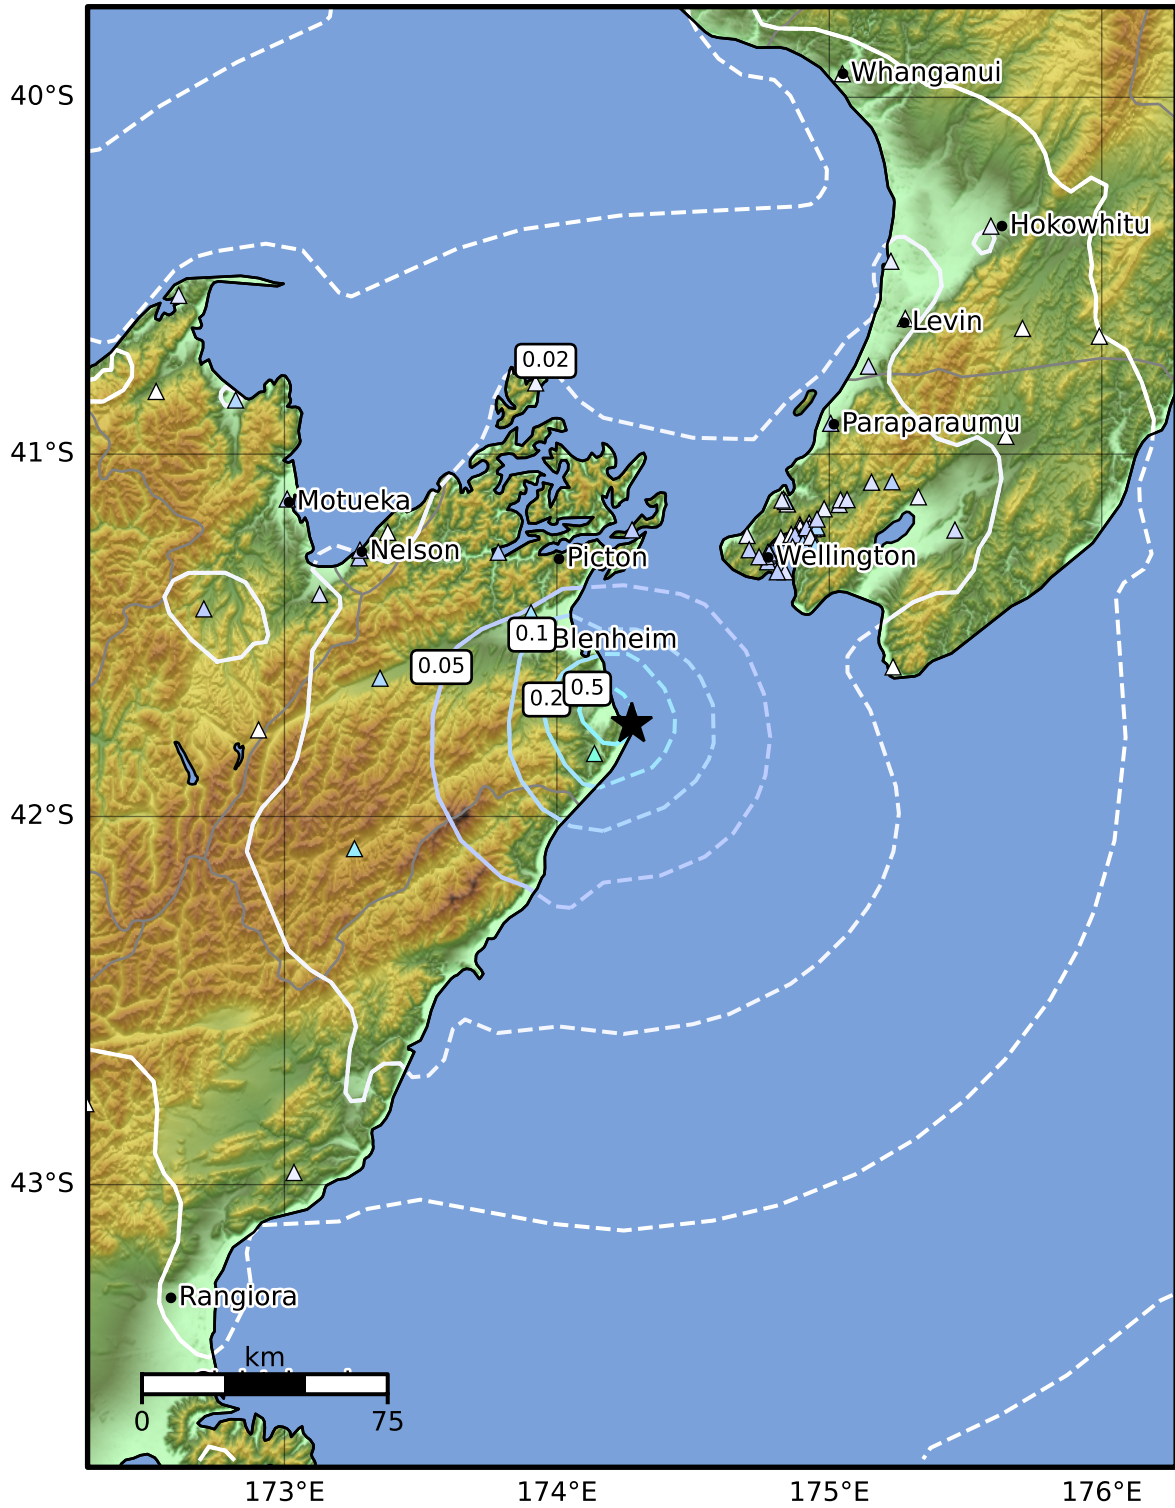 40°S
Whanganui
Hokowhitu
Levin
0.02
Paraparaumu
41°S
Motueka
Nelson
Picton
Wellington
0.1
Blenheim
0.05
0.2
0.5
42°S
43°S
Rangiora
km
0
75
173°E
174°E
175°E
176°E